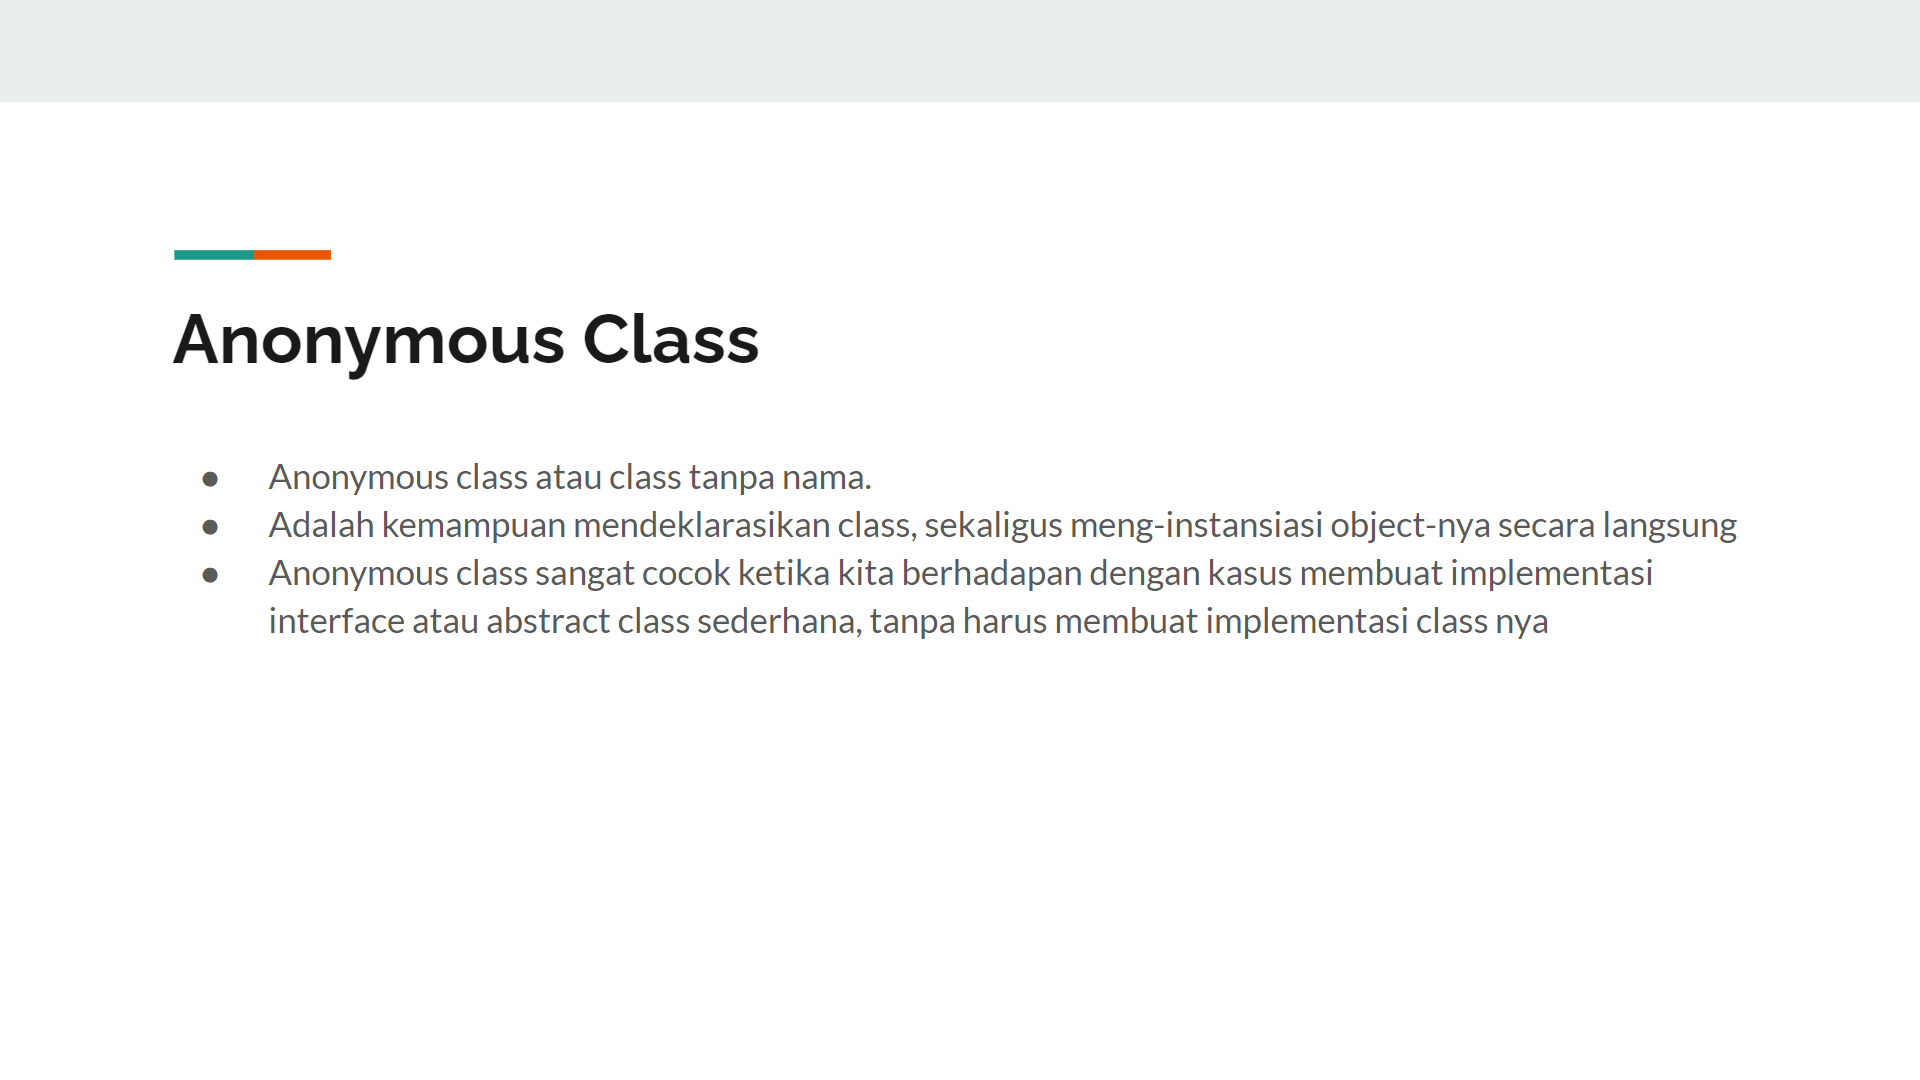 Anonymous Class
● Anonymous class atau class tanpa nama.
● Adalah kemampuan mendeklarasikan class, sekaligus meng-instansiasi object-nya secara langsung
● Anonymous class sangat cocok ketika kita berhadapan dengan kasus membuat implementasi
interface atau abstract class sederhana, tanpa harus membuat implementasi class nya